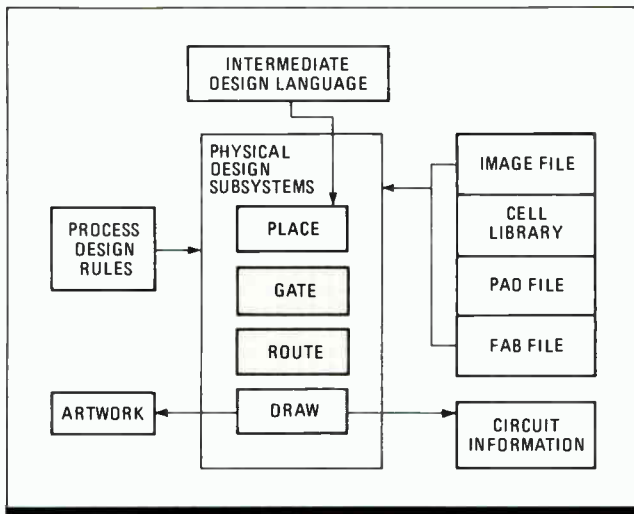 INTERMEDIATE
DESIGN LANGUAGE
PHYSICAL
DESIGN
SUBSYSTEMS
PLACE
GATE
ROUTE
DRAW
PROCESS
DESIGN
RULES
ARTWORK
IMAGE FILE
CELL
LIBRARY
PAD FILE
FAB FILE
CIRCUIT
INFORMATION